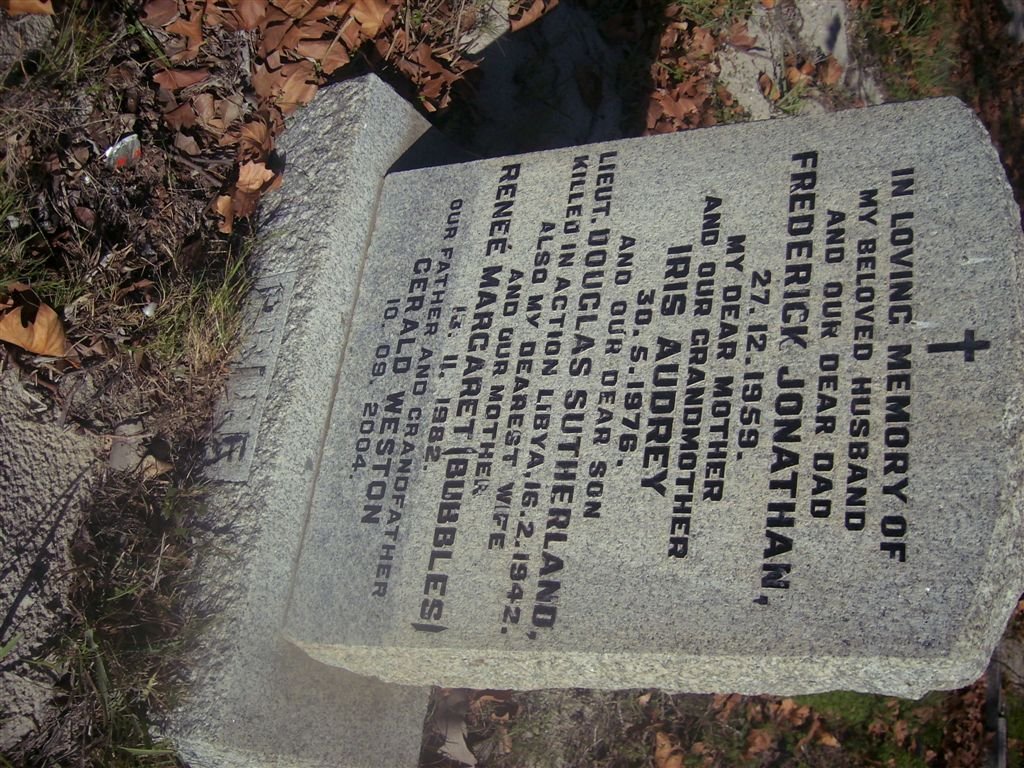 IN LOVING MEMORY OF
MY BELOVED HUSBAND
AND OUR DEAR DAD
FREDERICK JONATHAN,
27.12.1959.
MY DEAR MOTHER
AND OUR GRANDMOTHER
IRIS AUDREY
30.5.1976.
AND OUR DEAR SON
LIEUT. DOUGLAS SUTHERLAND,
KILLED IN ACTION LIBYA, 16.2.1942.
ALSO MY DEAREST WIFE
AND OUR MOTHER
RENEÉ MARGARET (BUBBLES)
13. 11. 1982.
OUR FATHER AND GRANDFATHER
GERALD WESTON
10. 09. 2004.